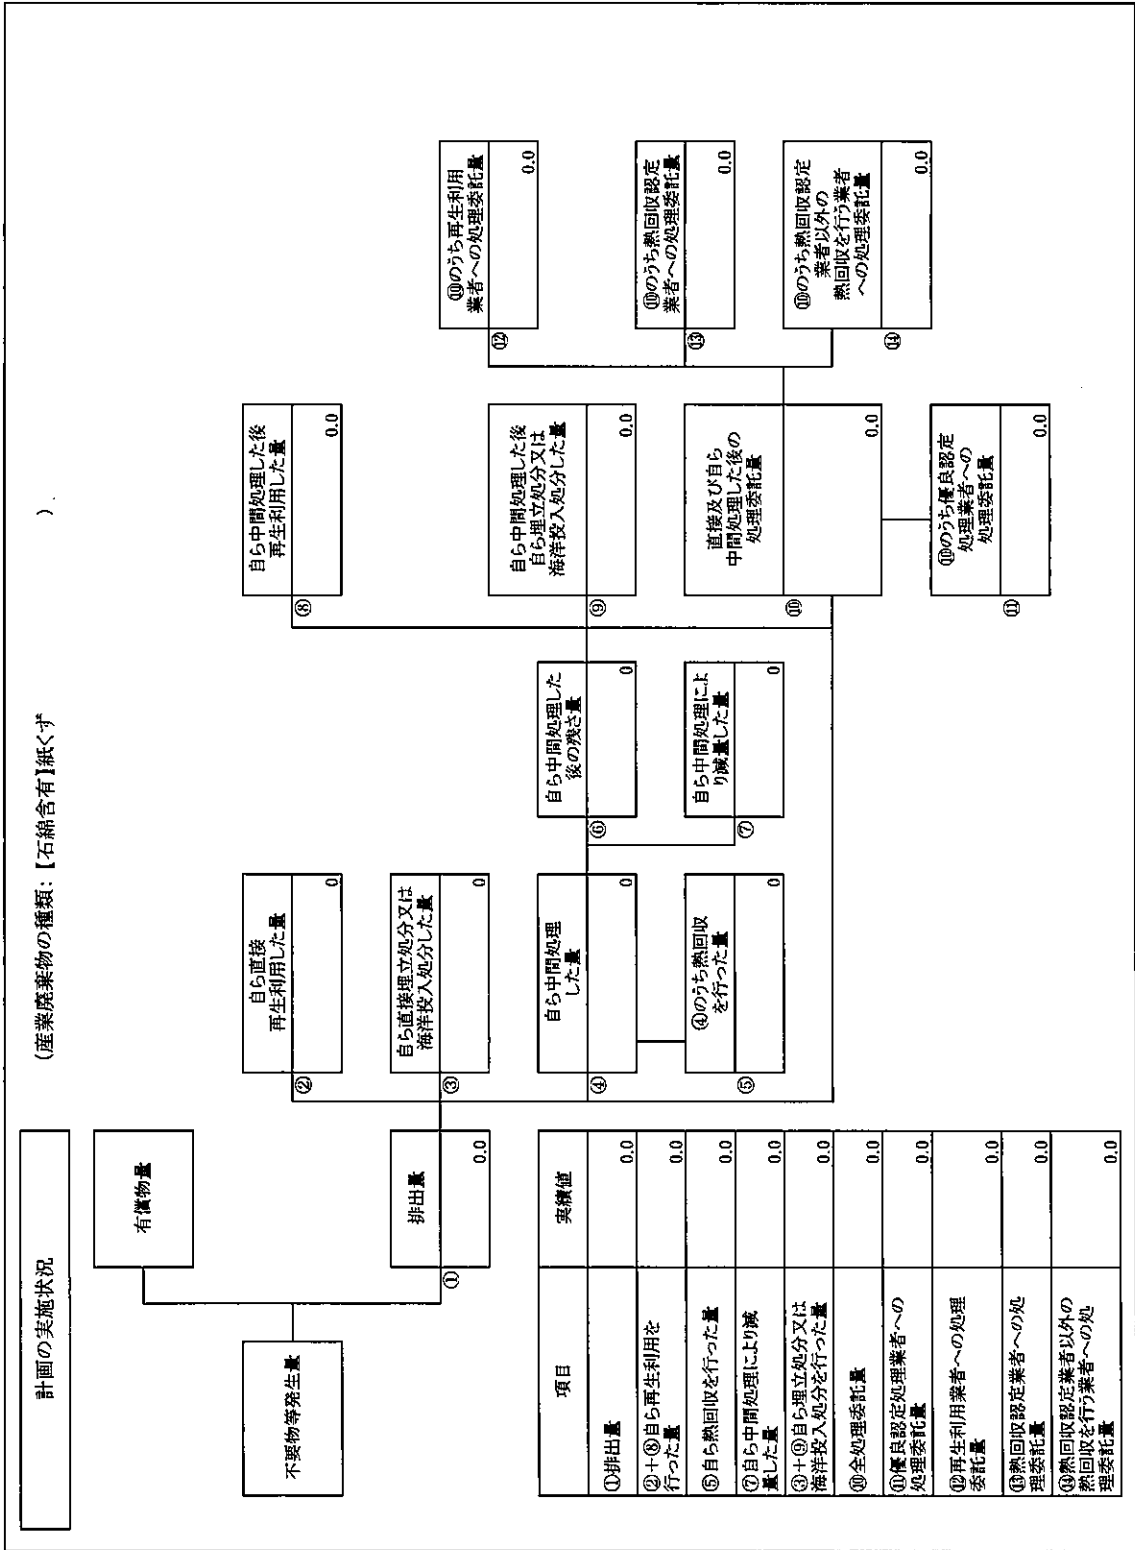 計画の実施状況
(産業廃棄物の種類:【石綿含有】紙くず )
不要物等発生量
有償物量
排出量
①
0.0
自ら直接
再生利用した量
②
0
自ら直接埋立処分又は
海洋投入処分した量
③
0
自ら中間処理
した量
④
0
④のうち熱回収
を行った量
⑤
0
自ら中間処理した
後の残さ量
⑥
0
自ら中間処理によ
り減量した量
⑦
0
自ら中間処理した後
再生利用した量
⑧
0.0
自ら中間処理した後
自ら埋立処分又は
海洋投入処分した量
⑨
0.0
直接及び自ら
中間処理した後の
処理委託量
⑩
0.0
⑩のうち優良認定
処理業者への
処理委託量
⑪
0.0
⑩のうち再生利用
業者への処理委託量
⑫
0.0
⑩のうち熱回収認定
業者への処理委託量
⑬
0.0
⑩のうち熱回収認定
業者以外の
熱回収を行う業者
への処理委託量
⑭
0.0
項目 実績値
①排出量 0.0
②+⑧自ら再生利用を
行った量 0.0
⑤自ら熱回収を行った量 0.0
⑦自ら中間処理により減
量した量 0.0
③+⑨自ら埋立処分又は
海洋投入処分を行った量 0.0
⑩全処理委託量 0.0
⑪優良認定処理業者への
処理委託量 0.0
⑫再生利用業者への処理
委託量 0.0
⑬熱回収認定業者への処
理委託量 0.0
⑭熱回収認定業者以外の
熱回収を行う業者への処
理委託量 0.0